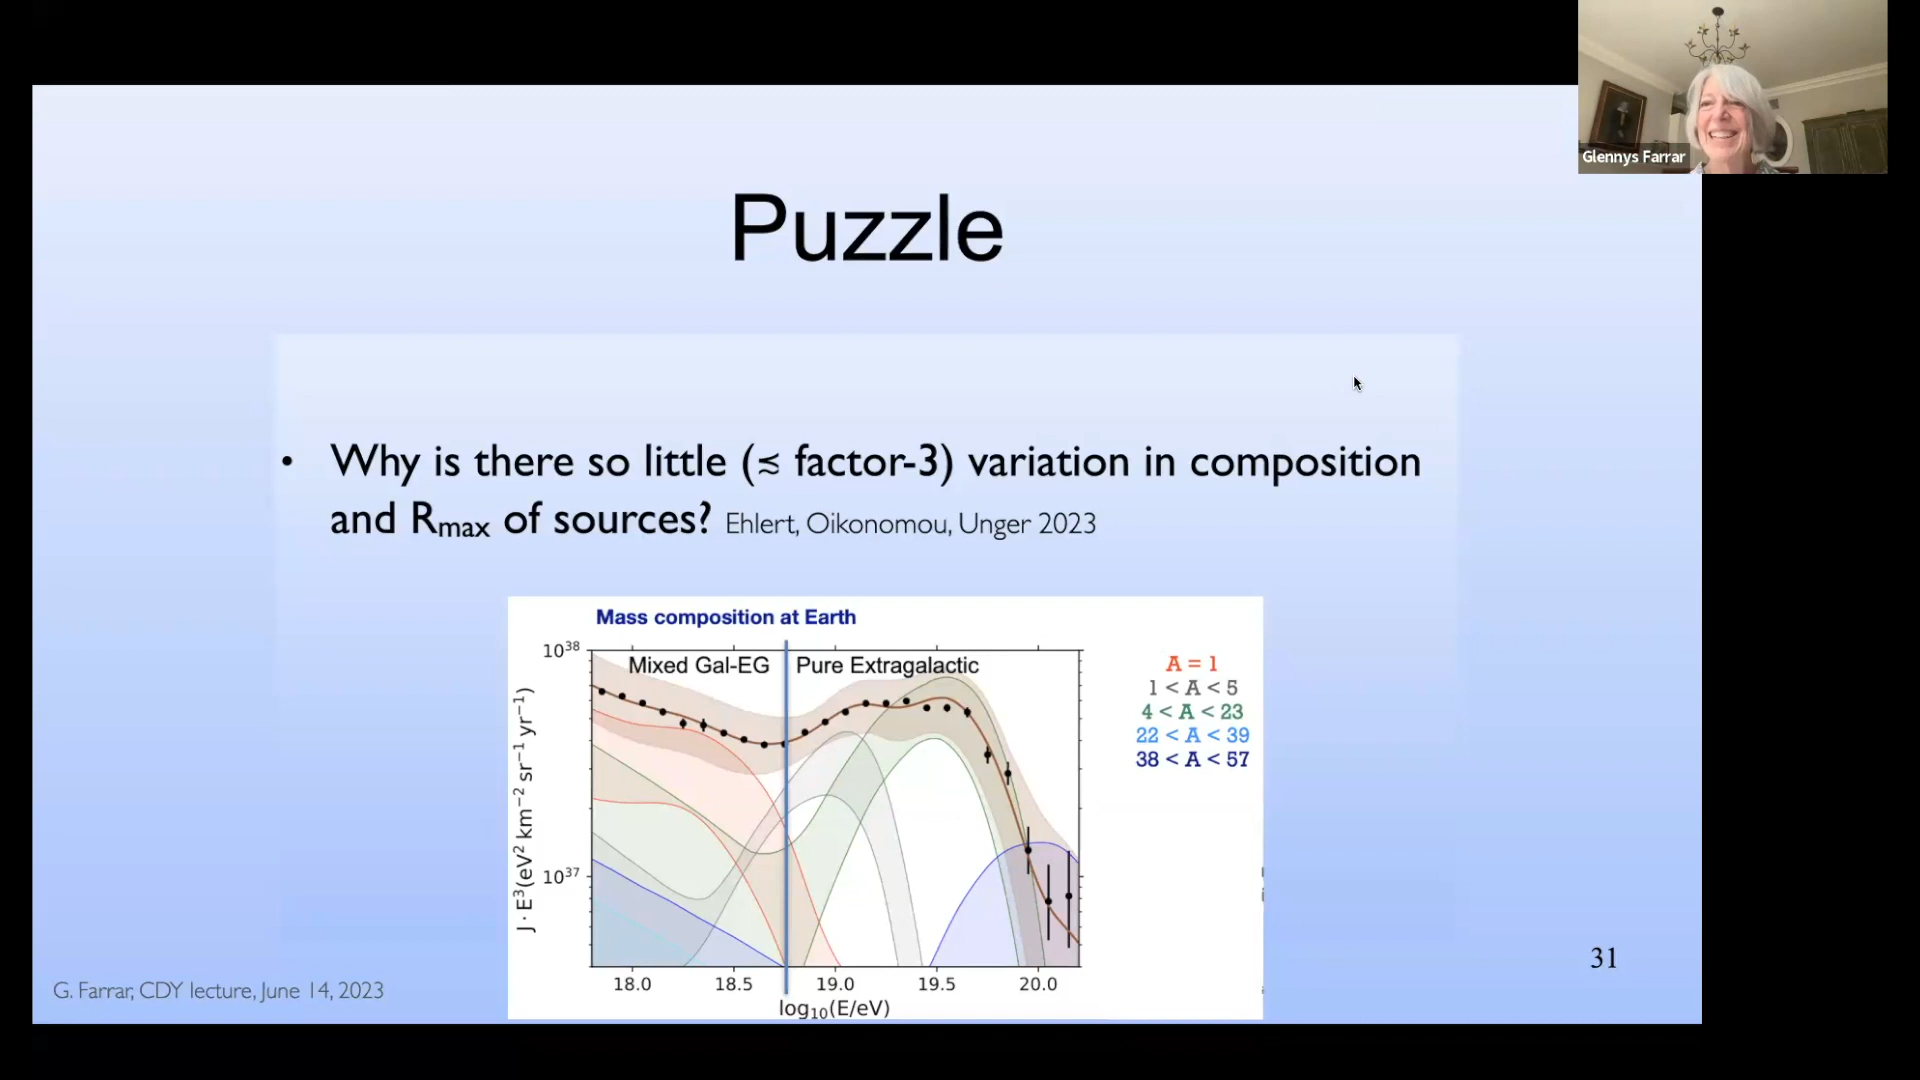 Glennys Farrar
Puzzle
• Why is there so little (≲ factor-3) variation in composition
and Rmax of sources? Ehlert, Oikonomou, Unger 2023
Mass composition at Earth
Mixed Gal-EG
Pure Extragalactic
10³⁸
10³⁷
J · E³(eV² km⁻² sr⁻¹ yr⁻¹)
18.0 18.5 19.0 19.5 20.0
log₁₀(E/eV)
A = 1
1 < A < 5
4 < A < 23
22 < A < 39
38 < A < 57
31
G. Farrar, CDY lecture, June 14, 2023